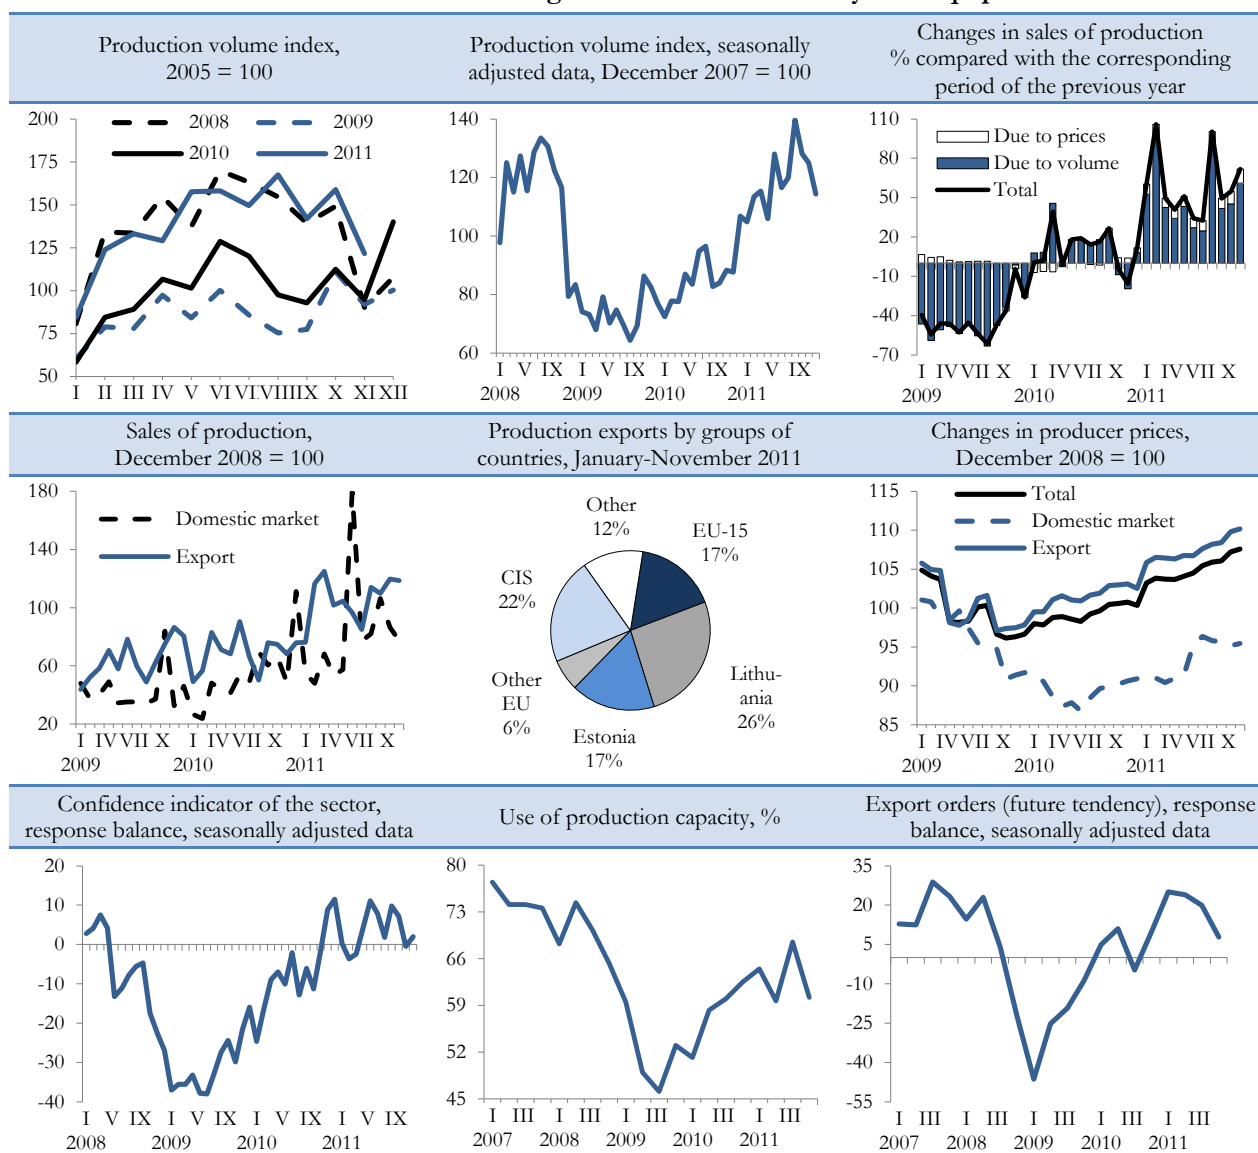 Production volume index,
2005 = 100
Production volume index, seasonally
adjusted data, December 2007 = 100
Changes in sales of production
% compared with the corresponding
period of the previous year
200
175
150
125
100
75
50
2008
2009
2010
2011
I II III IV V VI VII VIII IX X XI XII
140
120
100
80
60
I V IX I V IX I V IX I V IX
2008 2009 2010 2011
110
80
50
20
-10
-40
-70
Due to prices
Due to volume
Total
I IV VII X I IV VII X I IV VII X
2009 2010 2011
Sales of production,
December 2008 = 100
Production exports by groups of
countries, January-November 2011
Changes in producer prices,
December 2008 = 100
180
140
100
60
20
Domestic market
Export
I IV VII X I IV VII X I IV VII X
2009 2010 2011
Other
12%
EU-15
17%
CIS
22%
Other
EU
6%
Estonia
17%
Lithu-
ania
26%
115
110
105
100
95
90
85
Total
Domestic market
Export
I IV VII X I IV VII X I IV VII X
2009 2010 2011
Confidence indicator of the sector,
response balance, seasonally adjusted data
Use of production capacity, %
Export orders (future tendency), response
balance, seasonally adjusted data
20
10
0
-10
-20
-30
-40
I V IX I V IX I V IX I V IX
2008 2009 2010 2011
80
73
66
59
52
45
I III I III I III I III I III
2007 2008 2009 2010 2011
35
20
5
-10
-25
-40
-55
I III I III I III I III I III
2007 2008 2009 2010 2011